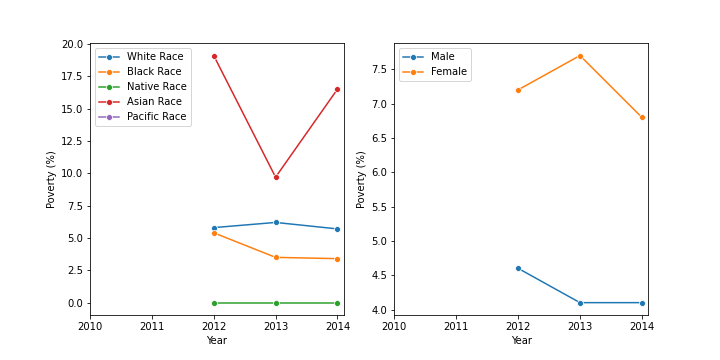 White Race
Black Race
Native Race
Asian Race
Pacific Race
20.0
17.5
15.0
12.5
10.0
7.5
5.0
2.5
0.0
Poverty (%)
2010 2011 2012 2013 2014
Year
Male
Female
7.5
7.0
6.5
6.0
5.5
5.0
4.5
4.0
Poverty (%)
2010 2011 2012 2013 2014
Year